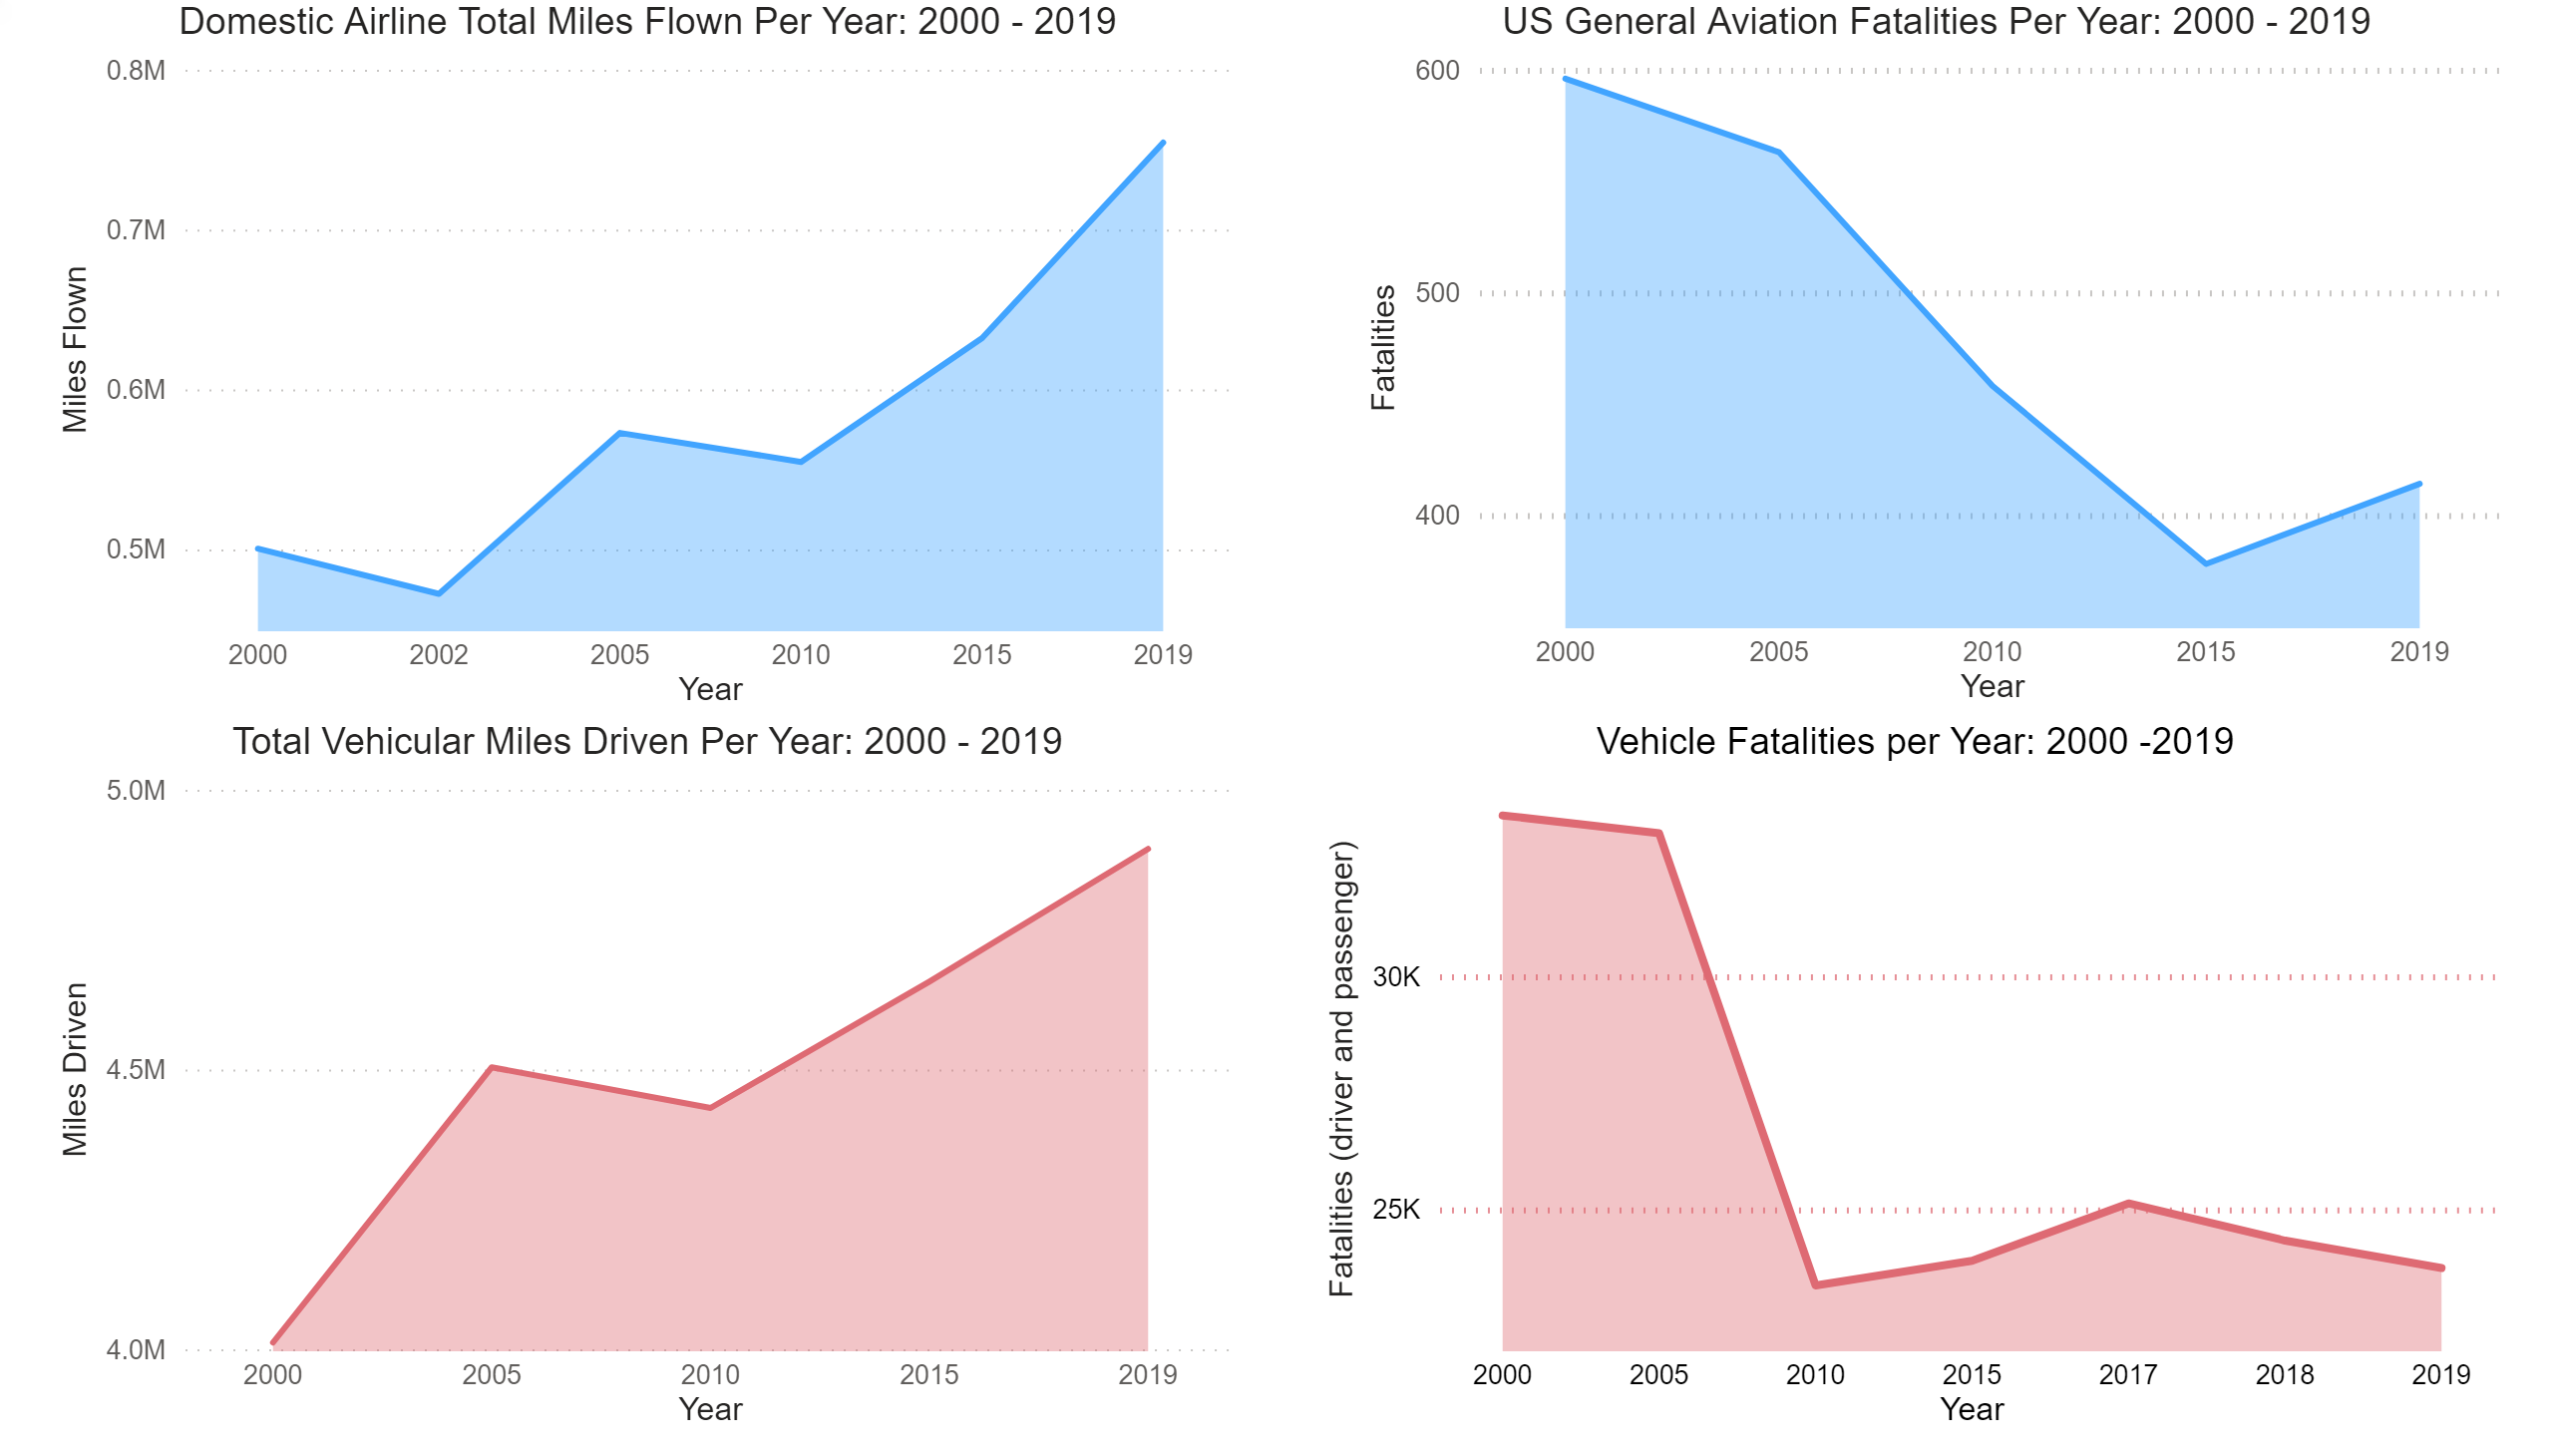 Domestic Airline Total Miles Flown Per Year: 2000 - 2019
0.8M
0.7M
0.6M
0.5M
Miles Flown
2000 2002 2005 2010 2015 2019
Year
US General Aviation Fatalities Per Year: 2000 - 2019
600
500
400
Fatalities
2000 2005 2010 2015 2019
Year
Total Vehicular Miles Driven Per Year: 2000 - 2019
5.0M
4.5M
4.0M
Miles Driven
2000 2005 2010 2015 2019
Year
Vehicle Fatalities per Year: 2000 -2019
30K
25K
Fatalities (driver and passenger)
2000 2005 2010 2015 2017 2018 2019
Year